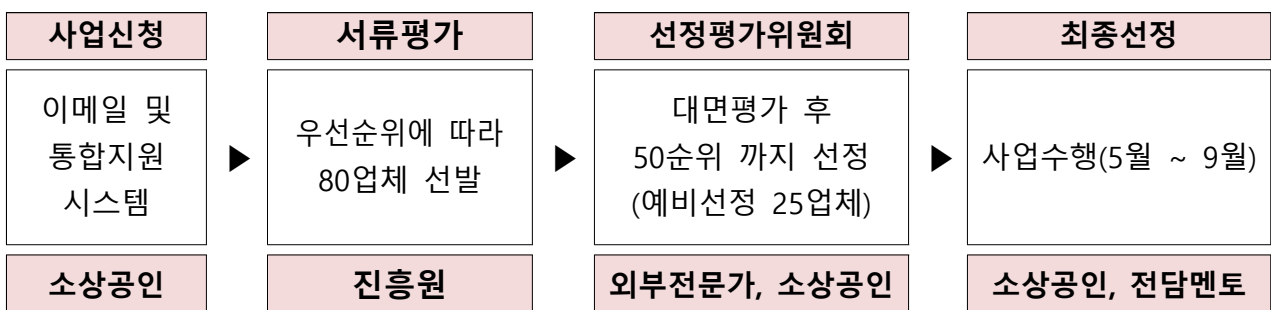 사업신청
이메일 및
통합지원
시스템
소상공인
▶
서류평가
우선순위에 따라
80업체 선발
진흥원
▶
선정평가위원회
대면평가 후
50순위 까지 선정
(예비선정 25업체)
외부전문가, 소상공인
▶
최종선정
사업수행(5월 ~ 9월)
소상공인, 전담멘토